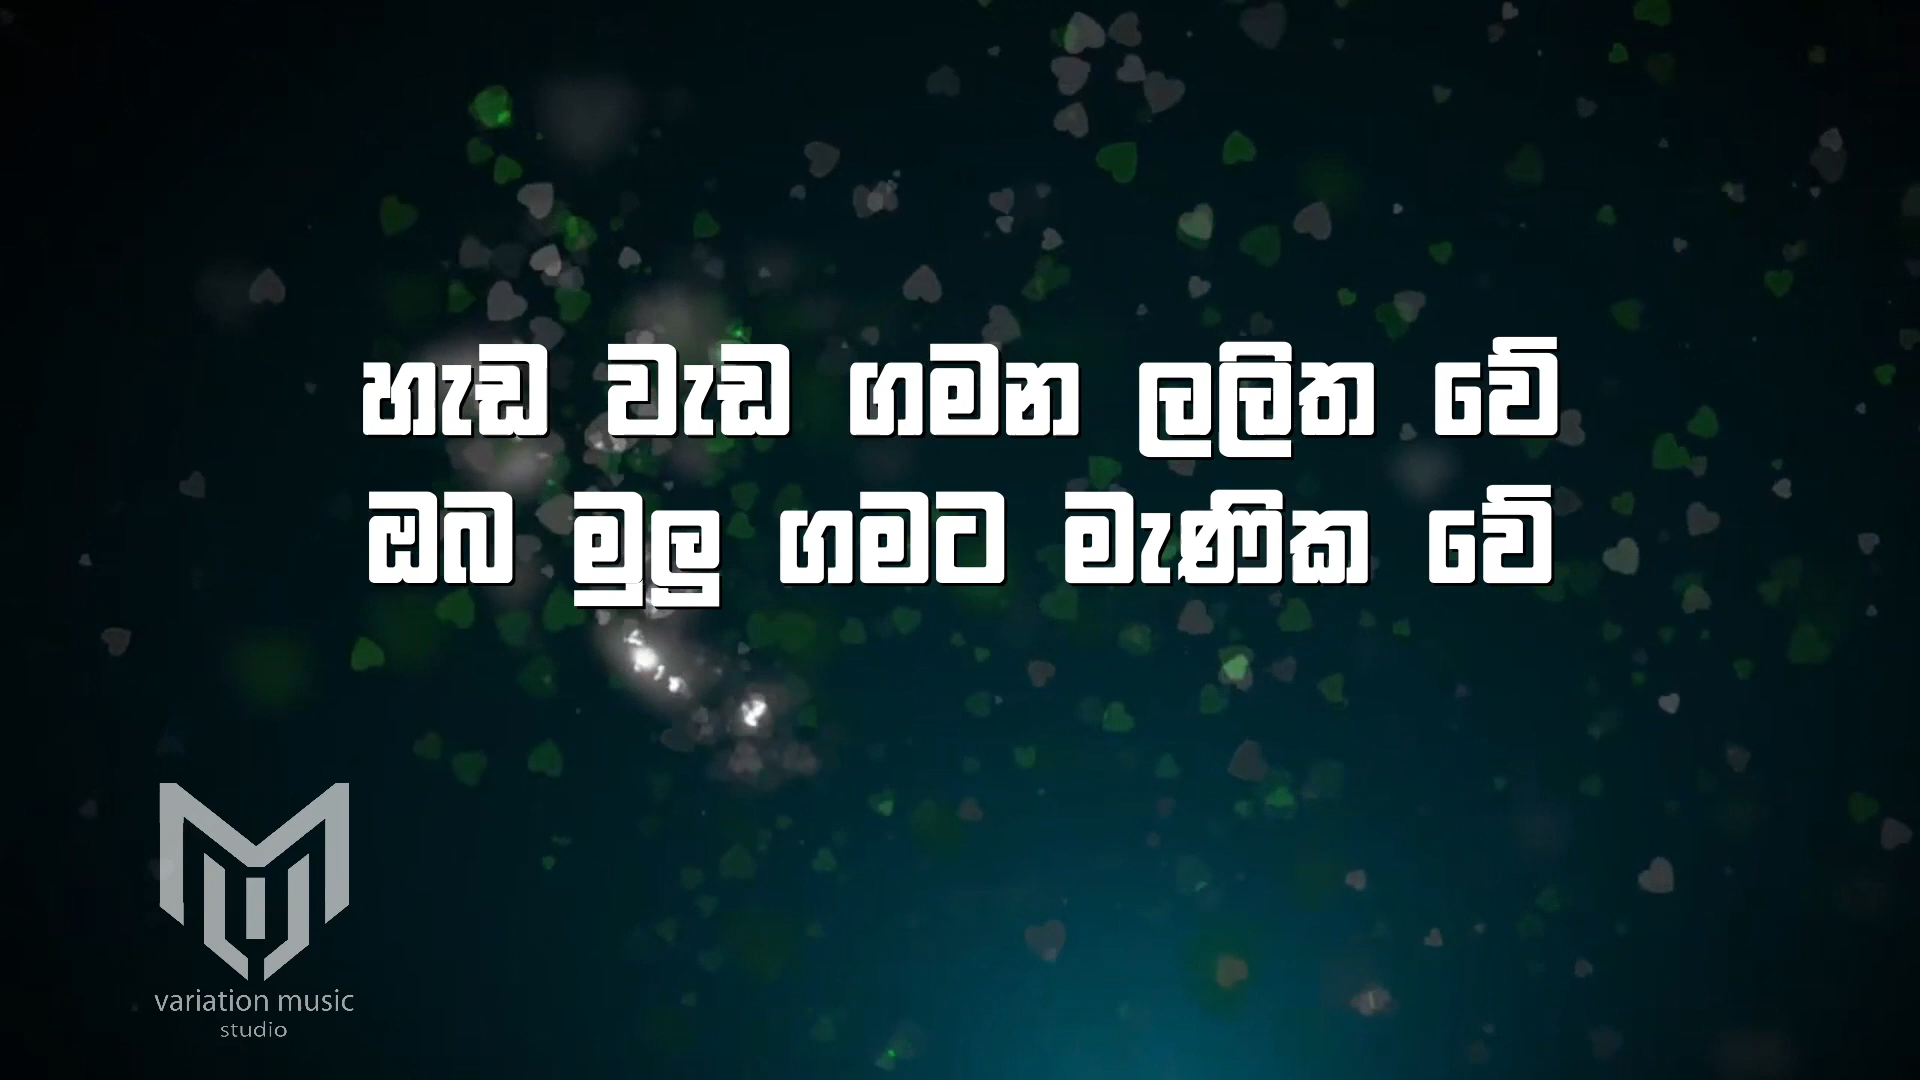 හැඩ වැඩ ගමන ලලිත වේ
ඔබ මුලු ගමට මැණික වේ
variation music
studio